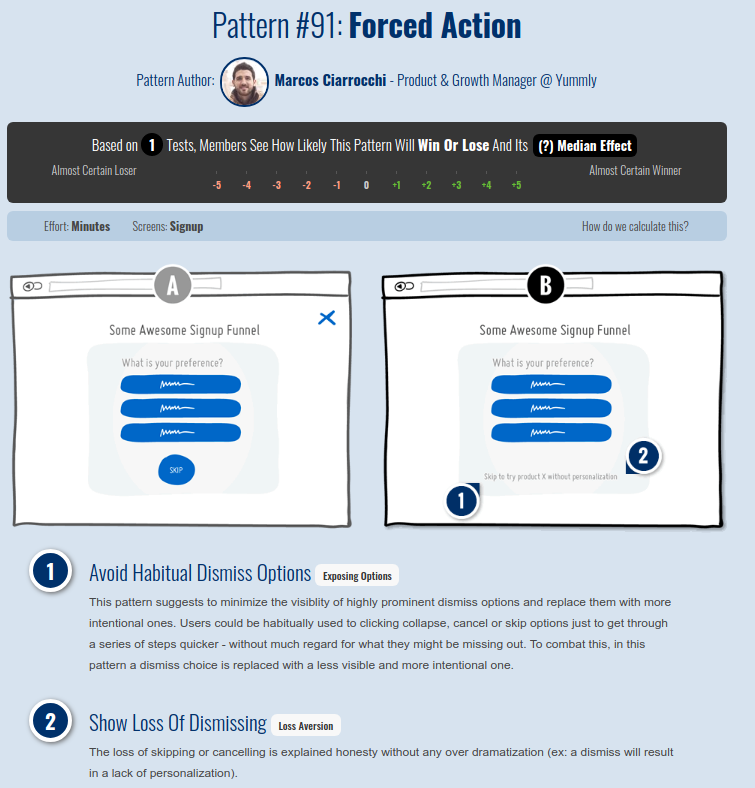 Pattern #91: Forced Action
Pattern Author: Marcos Ciarrocchi - Product & Growth Manager @ Yummly
Based on 1 Tests, Members See How Likely This Pattern Will Win Or Lose And Its (?) Median Effect
Almost Certain Loser
Almost Certain Winner
-5 -4 -3 -2 -1 0 +1 +2 +3 +4 +5
Effort: Minutes Screens: Signup How do we calculate this?
A
Some Awesome Signup Funnel
What is your preference?
SKIP
B
Some Awesome Signup Funnel
What is your preference?
2
Skip to try product X without personalization
1
1 Avoid Habitual Dismiss Options Exposing Options
This pattern suggests to minimize the visiblity of highly prominent dismiss options and replace them with more
intentional ones. Users could be habitually used to clicking collapse, cancel or skip options just to get through
a series of steps quicker - without much regard for what they might be missing out. To combat this, in this
pattern a dismiss choice is replaced with a less visible and more intentional one.
2 Show Loss Of Dismissing Loss Aversion
The loss of skipping or cancelling is explained honesty without any over dramatization (ex: a dismiss will result
in a lack of personalization).